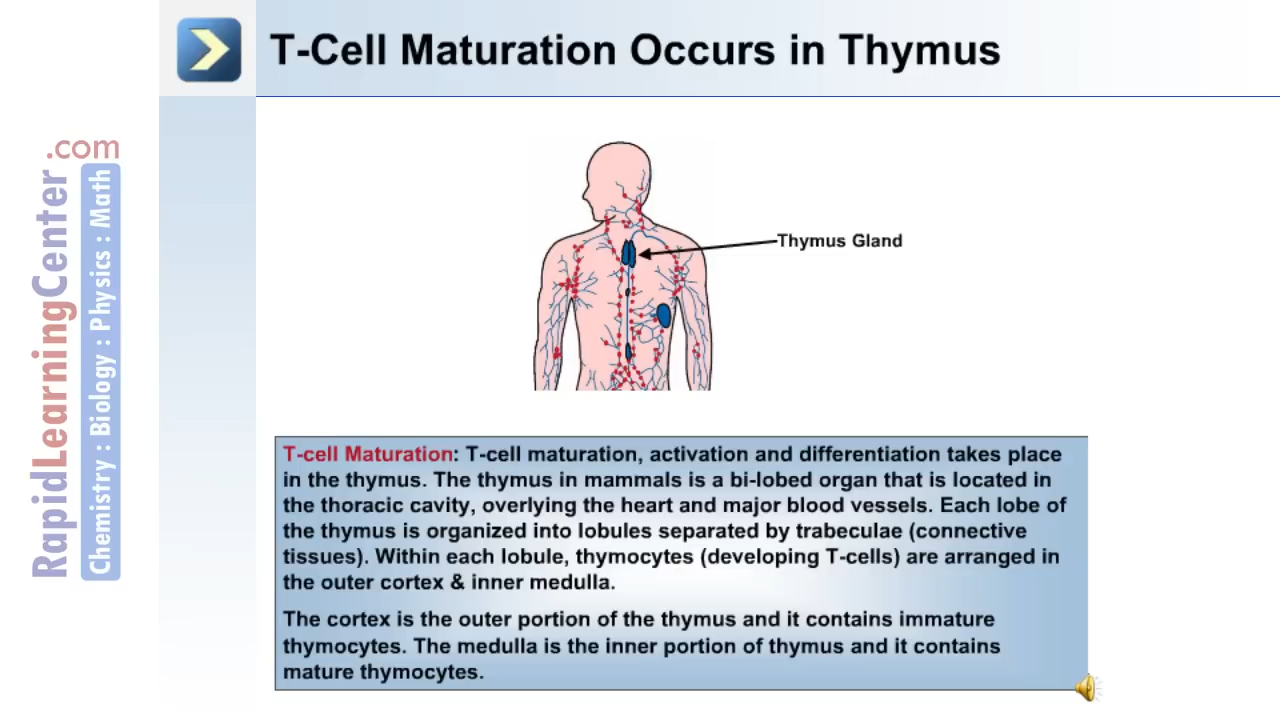 T-Cell Maturation Occurs in Thymus
.com
RapidLearningCenter
Chemistry : Biology : Physics : Math
Thymus Gland
T-cell Maturation: T-cell maturation, activation and differentiation takes place
in the thymus. The thymus in mammals is a bi-lobed organ that is located in
the thoracic cavity, overlying the heart and major blood vessels. Each lobe of
the thymus is organized into lobules separated by trabeculae (connective
tissues). Within each lobule, thymocytes (developing T-cells) are arranged in
the outer cortex & inner medulla.
The cortex is the outer portion of the thymus and it contains immature
thymocytes. The medulla is the inner portion of thymus and it contains
mature thymocytes.